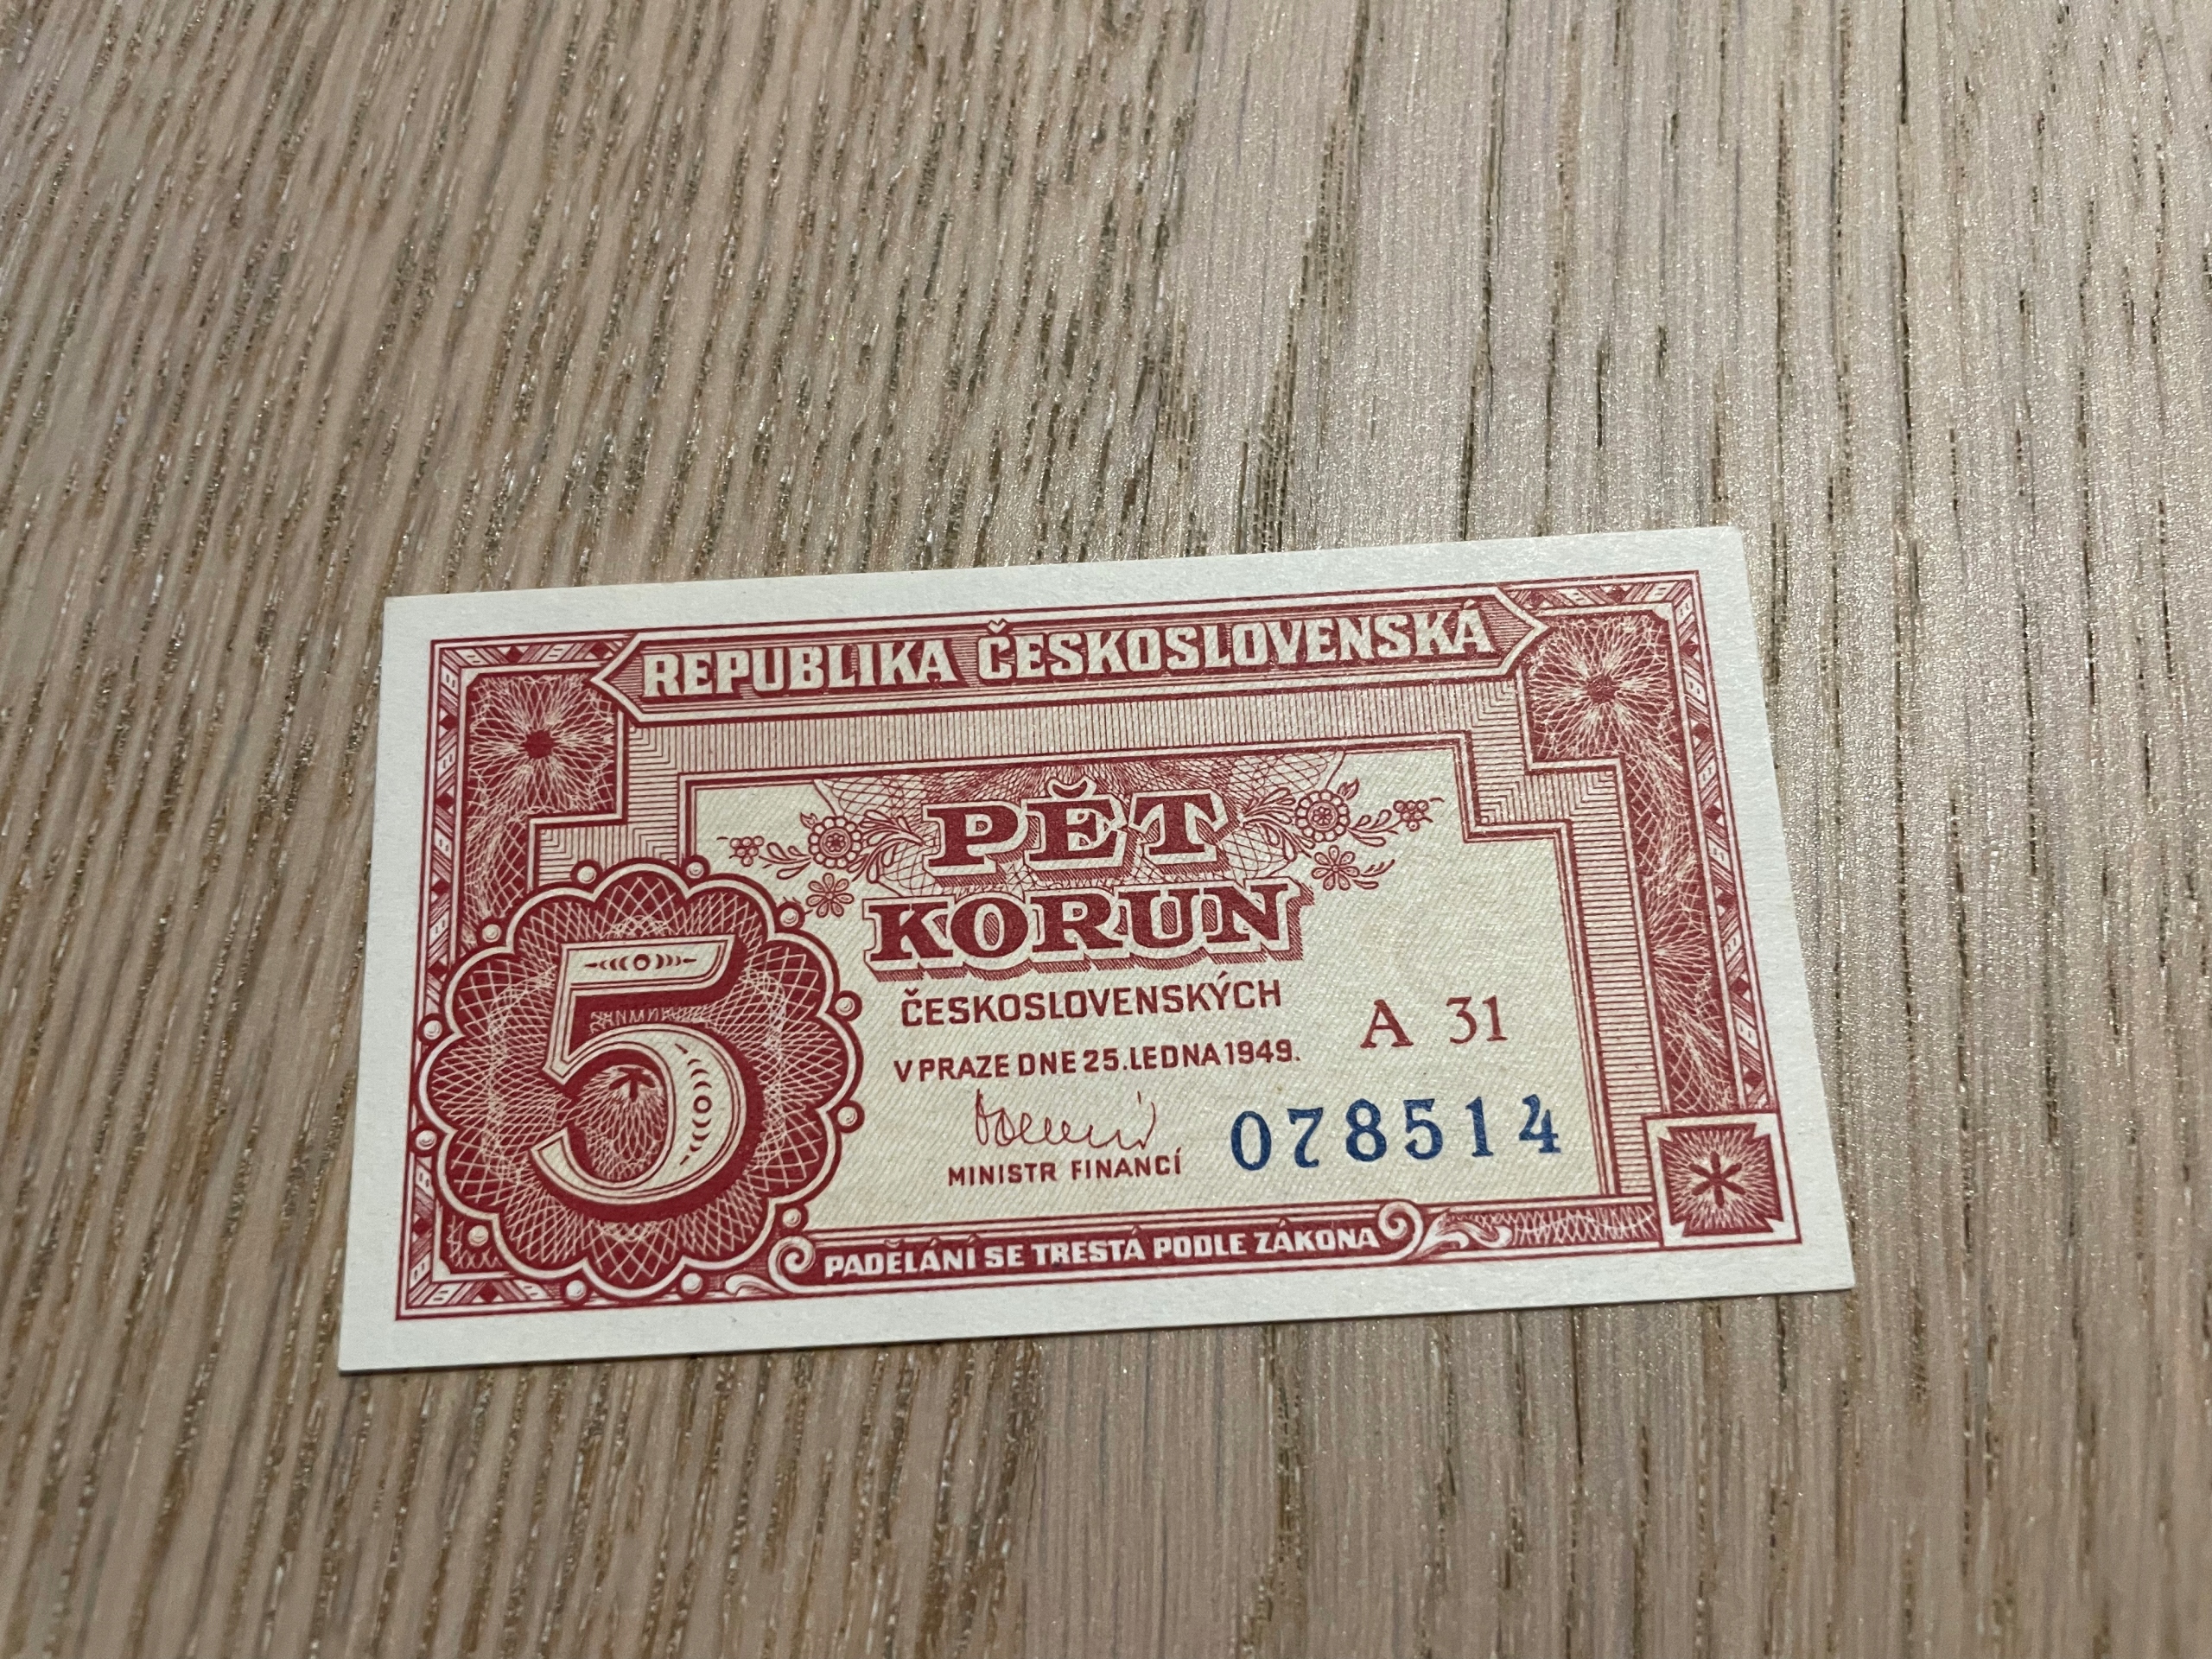 REPUBLIKA ČESKOSLOVENSKÁ
PĚT
KORUN
ČESKOSLOVENSKÝCH
V PRAZE DNE 25. LEDNA 1949.
A 31
5
MINISTR FINANCÍ
078514
PADĚLÁNÍ SE TRESTÁ PODLE ZÁKONA